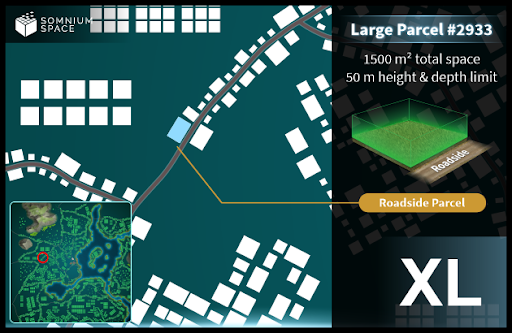 SOMNIUM
SPACE
Large Parcel #2933
1500 m² total space
50 m height & depth limit
Roadside
Roadside Parcel
XL